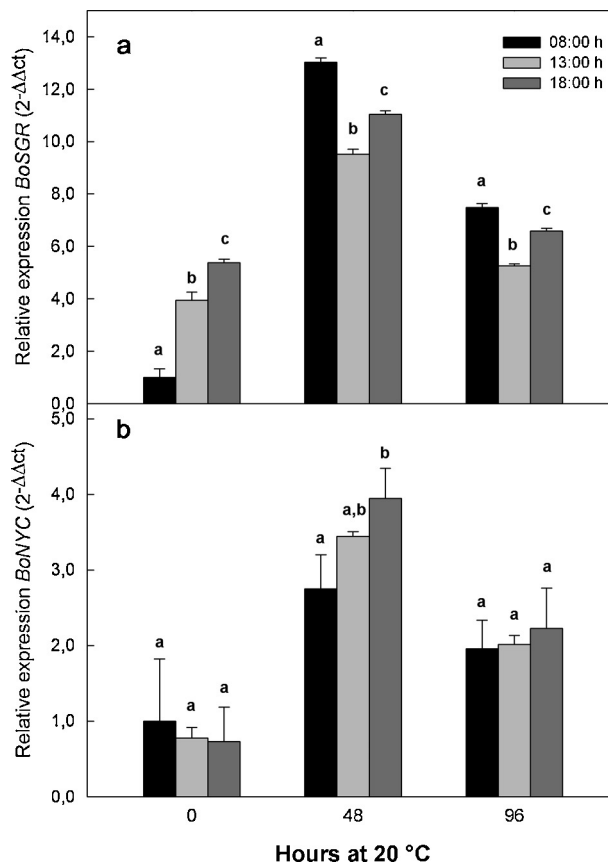 a
08:00 h
13:00 h
18:00 h
Relative expression BoSGR (2-ΔΔct)
14,0
12,0
10,0
8,0
6,0
4,0
2,0
0,0
a
b
c
a
b
c
a
b
c
b
Relative expression BoNYC (2-ΔΔct)
5,0
4,0
3,0
2,0
1,0
0,0
a
a
a
a
a,b
b
a
a
a
0
48
96
Hours at 20 °C